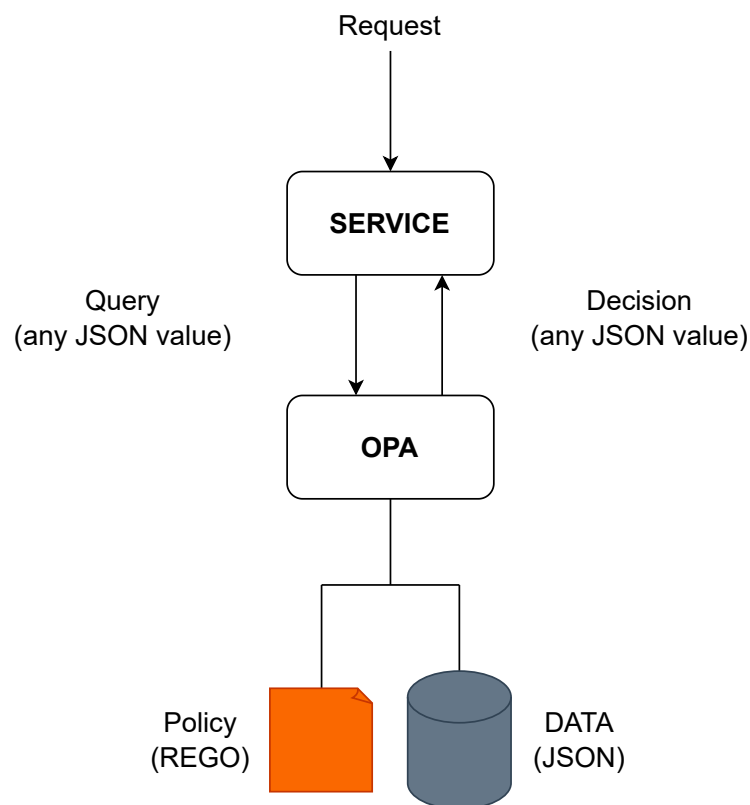 Request
SERVICE
Query
(any JSON value)
Decision
(any JSON value)
OPA
Policy
(REGO)
DATA
(JSON)